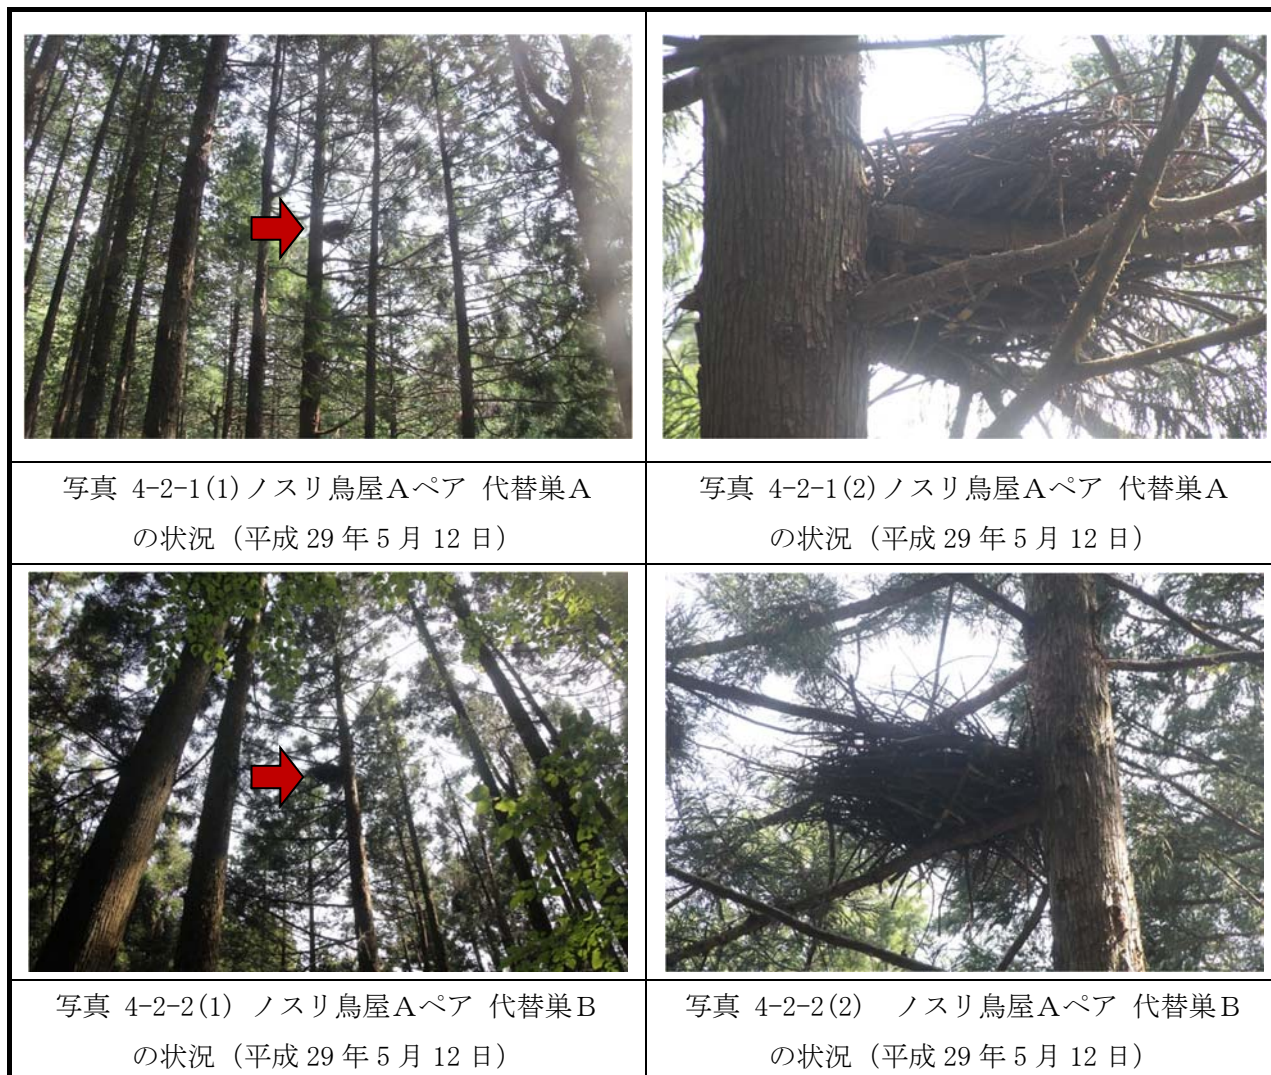 写真 4-2-1(1)ノスリ鳥屋Aペア 代替巣A
の状況（平成 29 年 5 月 12 日）
写真 4-2-1(2)ノスリ鳥屋Aペア 代替巣A
の状況（平成 29 年 5 月 12 日）
写真 4-2-2(1) ノスリ鳥屋Aペア 代替巣B
の状況（平成 29 年 5 月 12 日）
写真 4-2-2(2) ノスリ鳥屋Aペア 代替巣B
の状況（平成 29 年 5 月 12 日）